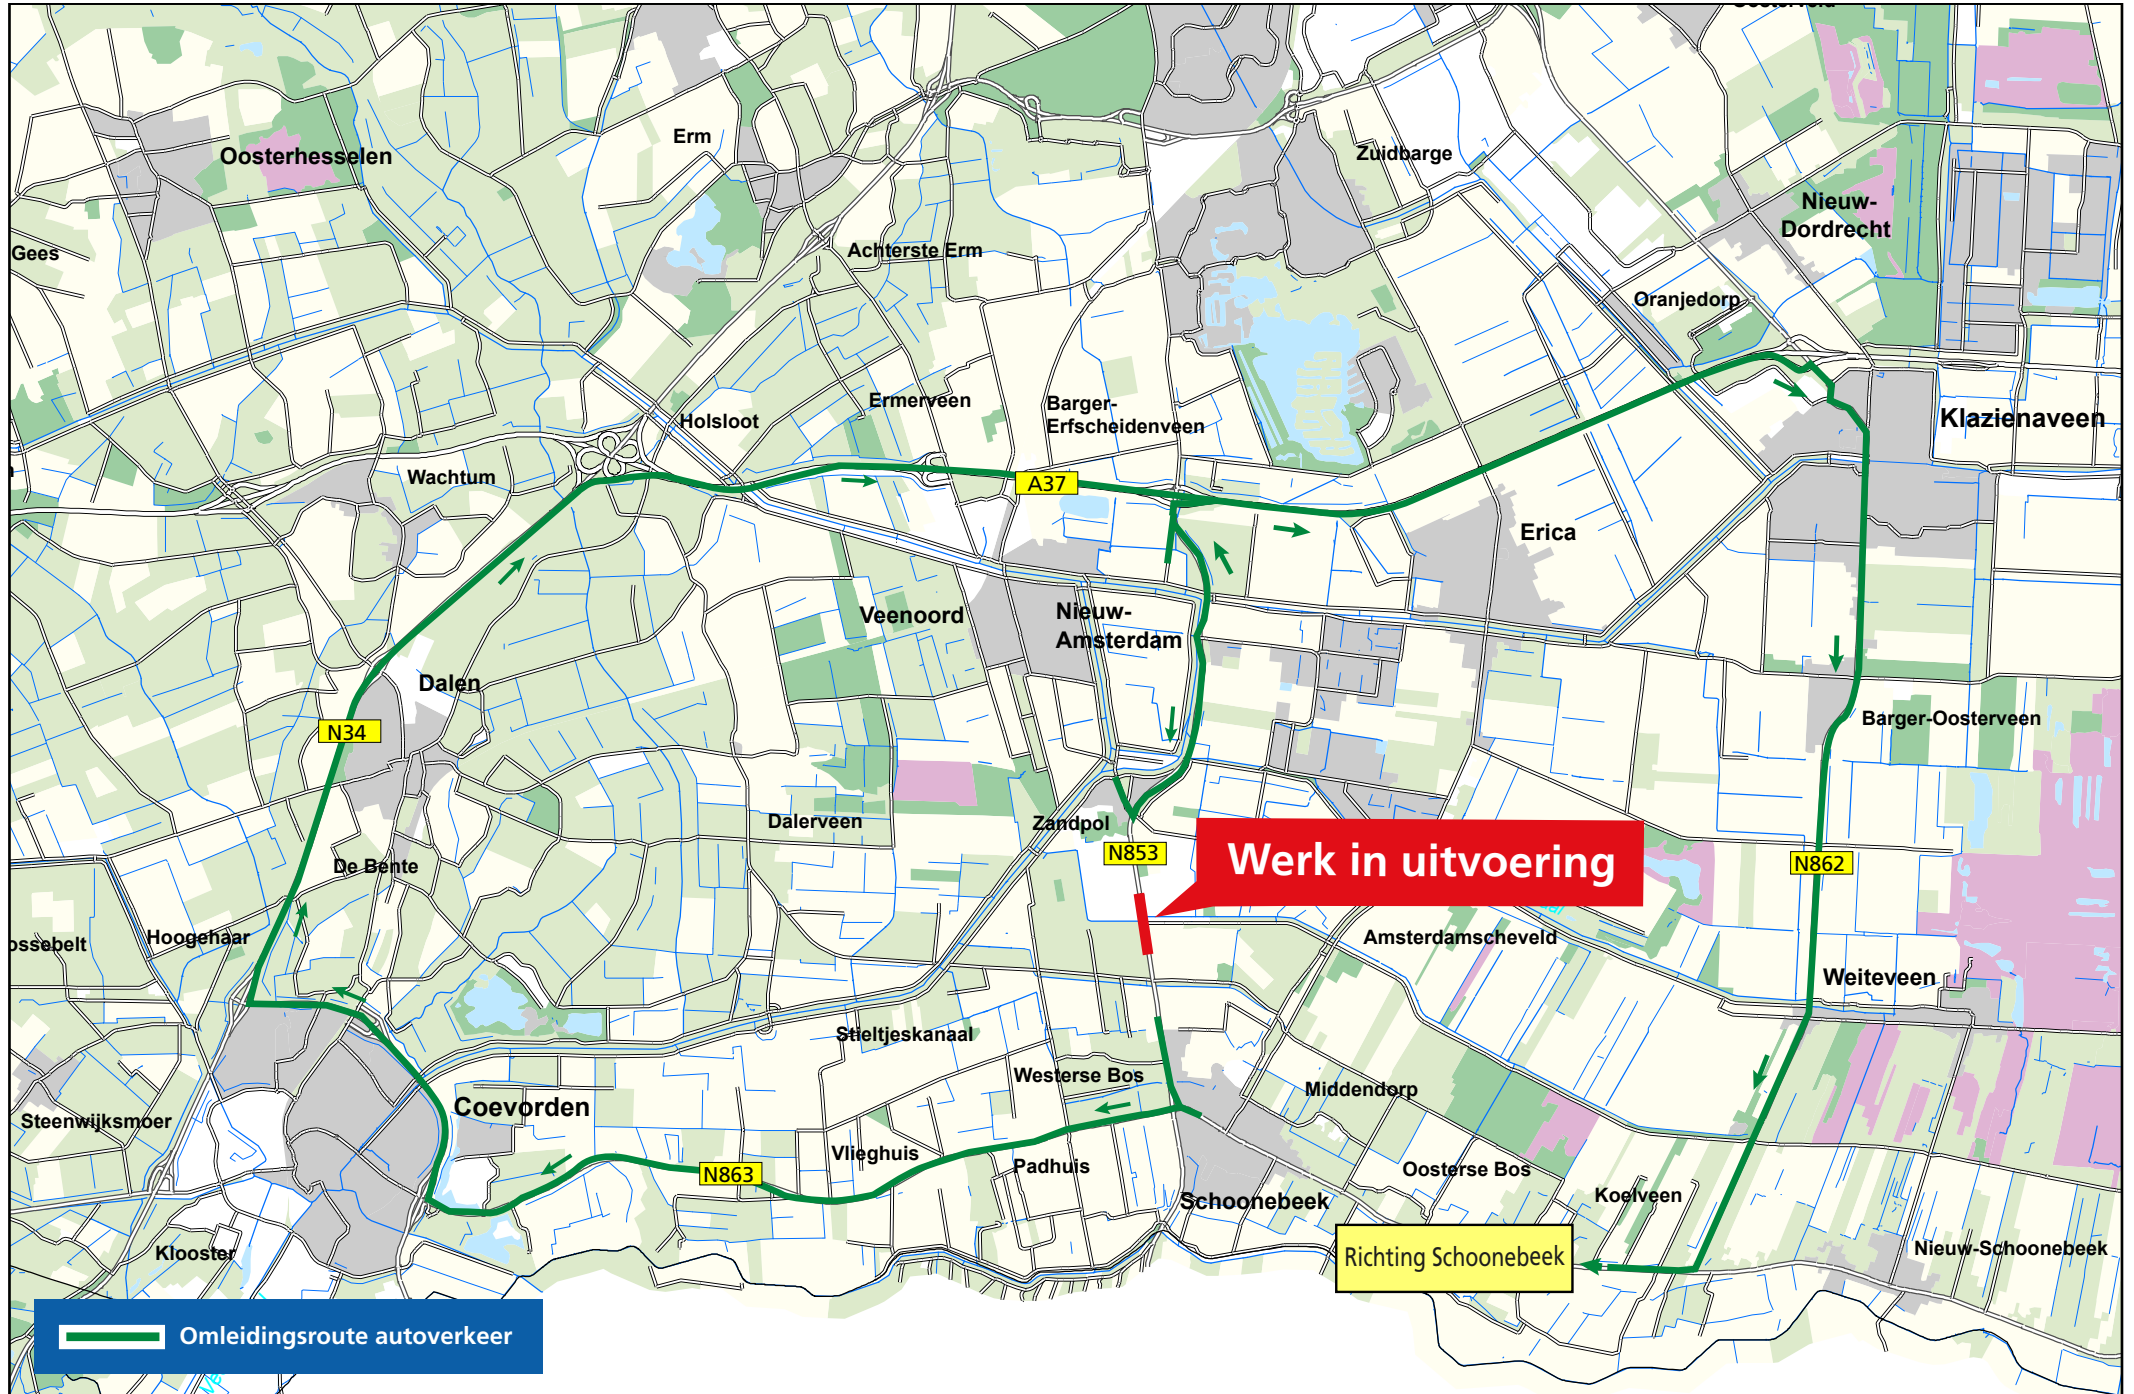 Erm
Zuidbarge
Oosterhesselen
Nieuw-
Dordrecht
Gees
Achterste Erm
Oranjedorp
Ermerveen
Barger-
Erfscheidenveen
Holsloot
Klazienaveen
Wachtum
A37
Erica
Veenoord
Nieuw-
Amsterdam
Dalen
N34
Barger-Oosterveen
Dalerveen
Zandpol
N853
Werk in uitvoering
N862
De Bente
Hoogehaar
ossebelt
Amsterdamscheveld
Weiteveen
Stieltjeskanaal
Westerse Bos
Middendorp
Coevorden
Steenwijksmoer
Vlieghuis
Padhuis
N863
Oosterse Bos
Koelveen
Schoonebeek
Klooster
Richting Schoonebeek
Nieuw-Schoonebeek
Omleidingsroute autoverkeer